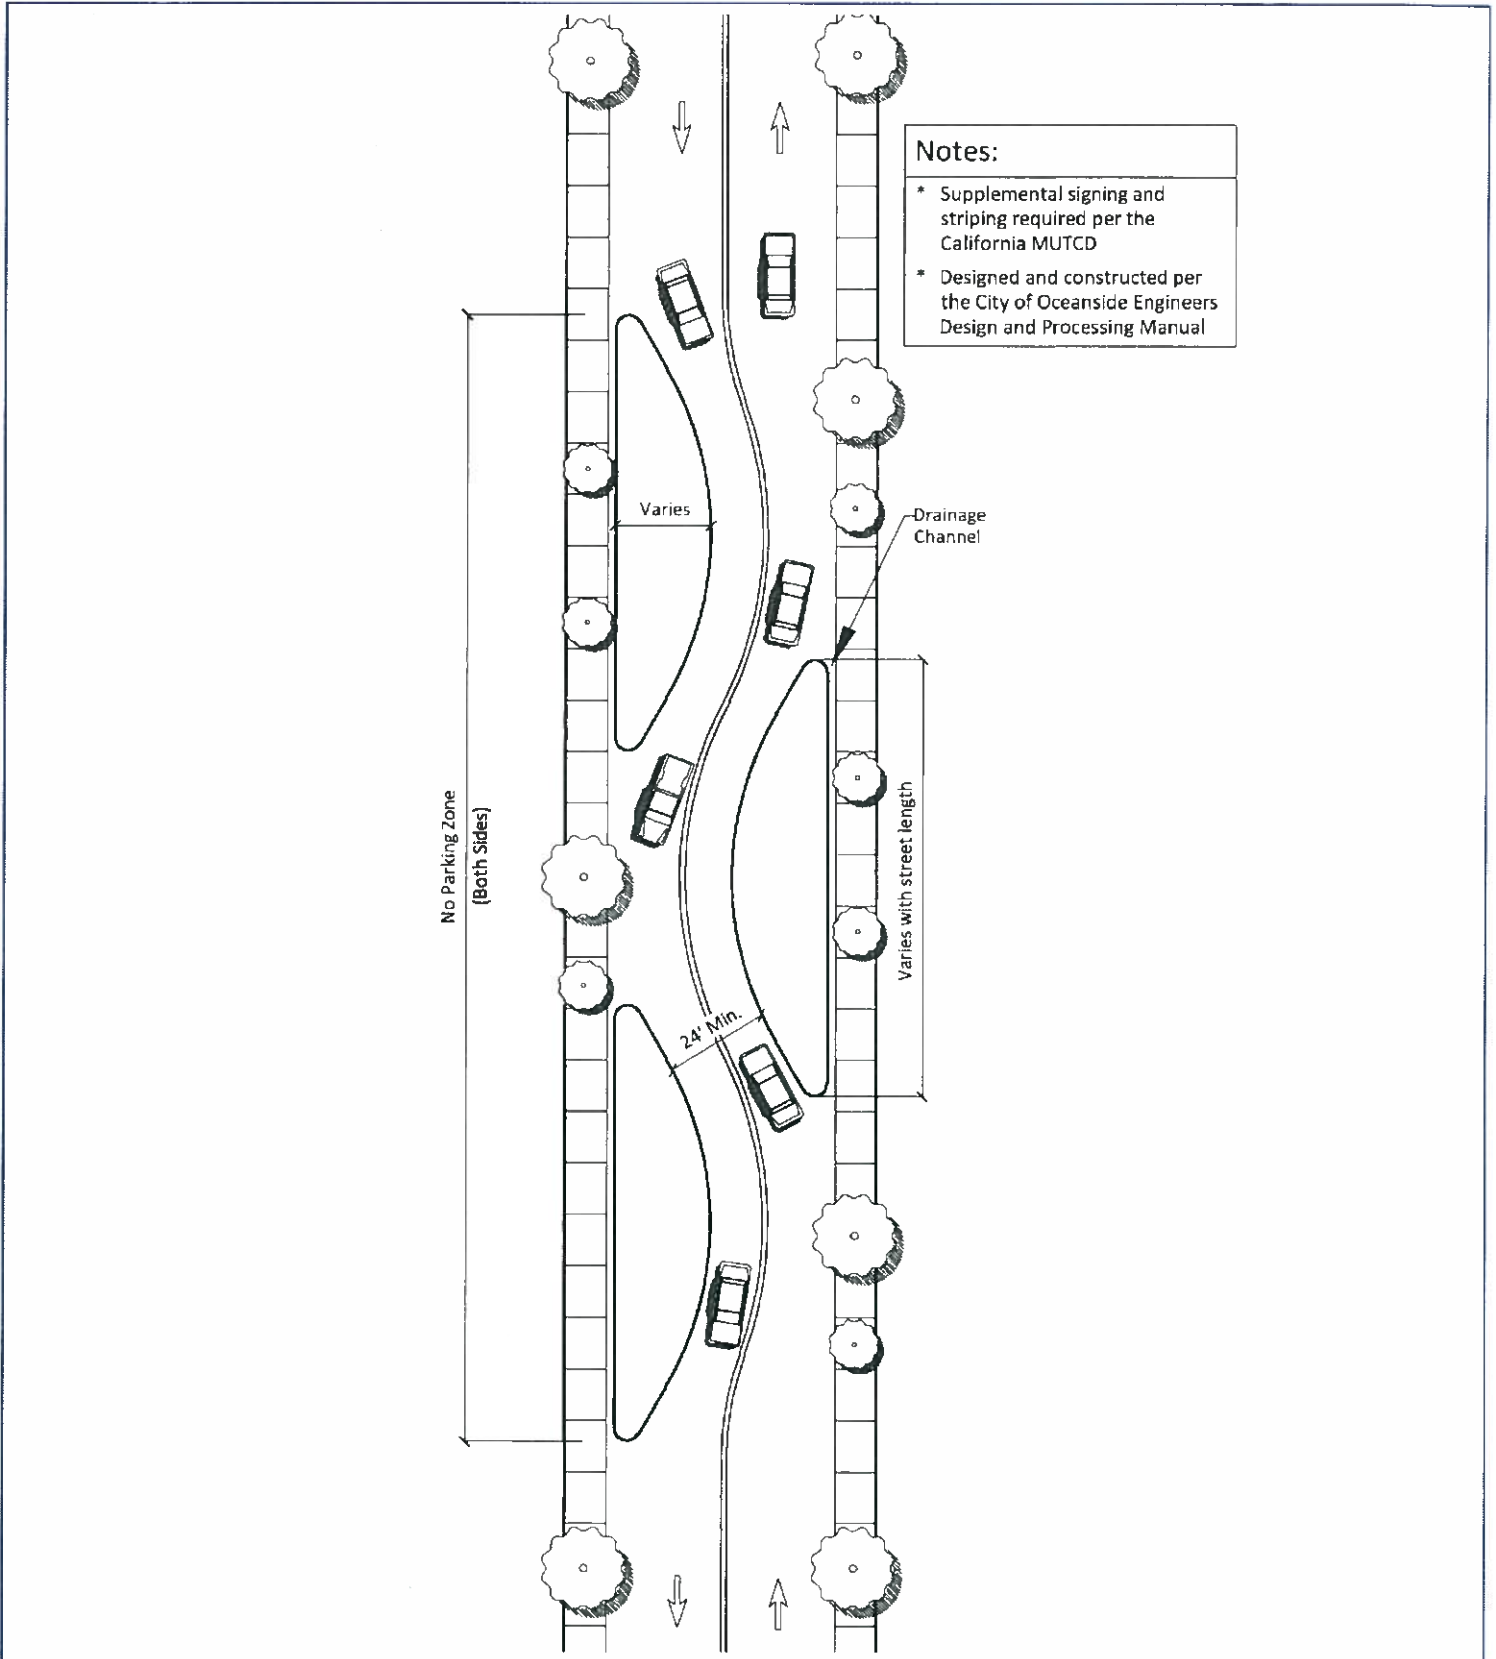 Notes:
* Supplemental signing and
striping required per the
California MUTCD
* Designed and constructed per
the City of Oceanside Engineers
Design and Processing Manual
Varies
Drainage
Channel
No Parking Zone
(Both Sides)
Varies with street length
24' Min.